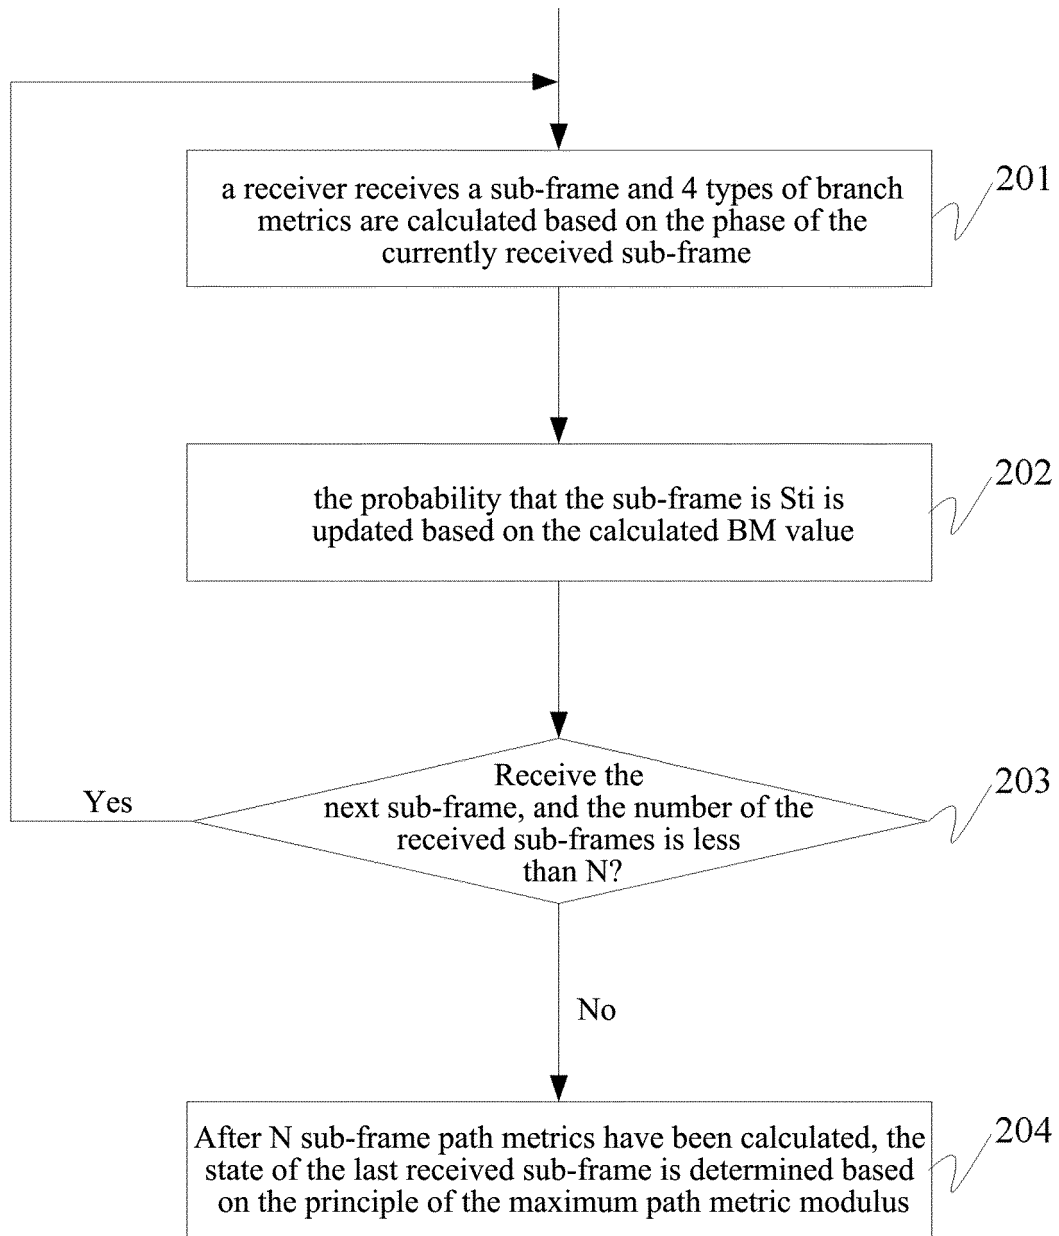 a receiver receives a sub-frame and 4 types of branch
metrics are calculated based on the phase of the
currently received sub-frame
201
the probability that the sub-frame is Sti is
updated based on the calculated BM value
202
Receive the
next sub-frame, and the number of the
received sub-frames is less
than N?
203
Yes
No
After N sub-frame path metrics have been calculated, the
state of the last received sub-frame is determined based
on the principle of the maximum path metric modulus
204